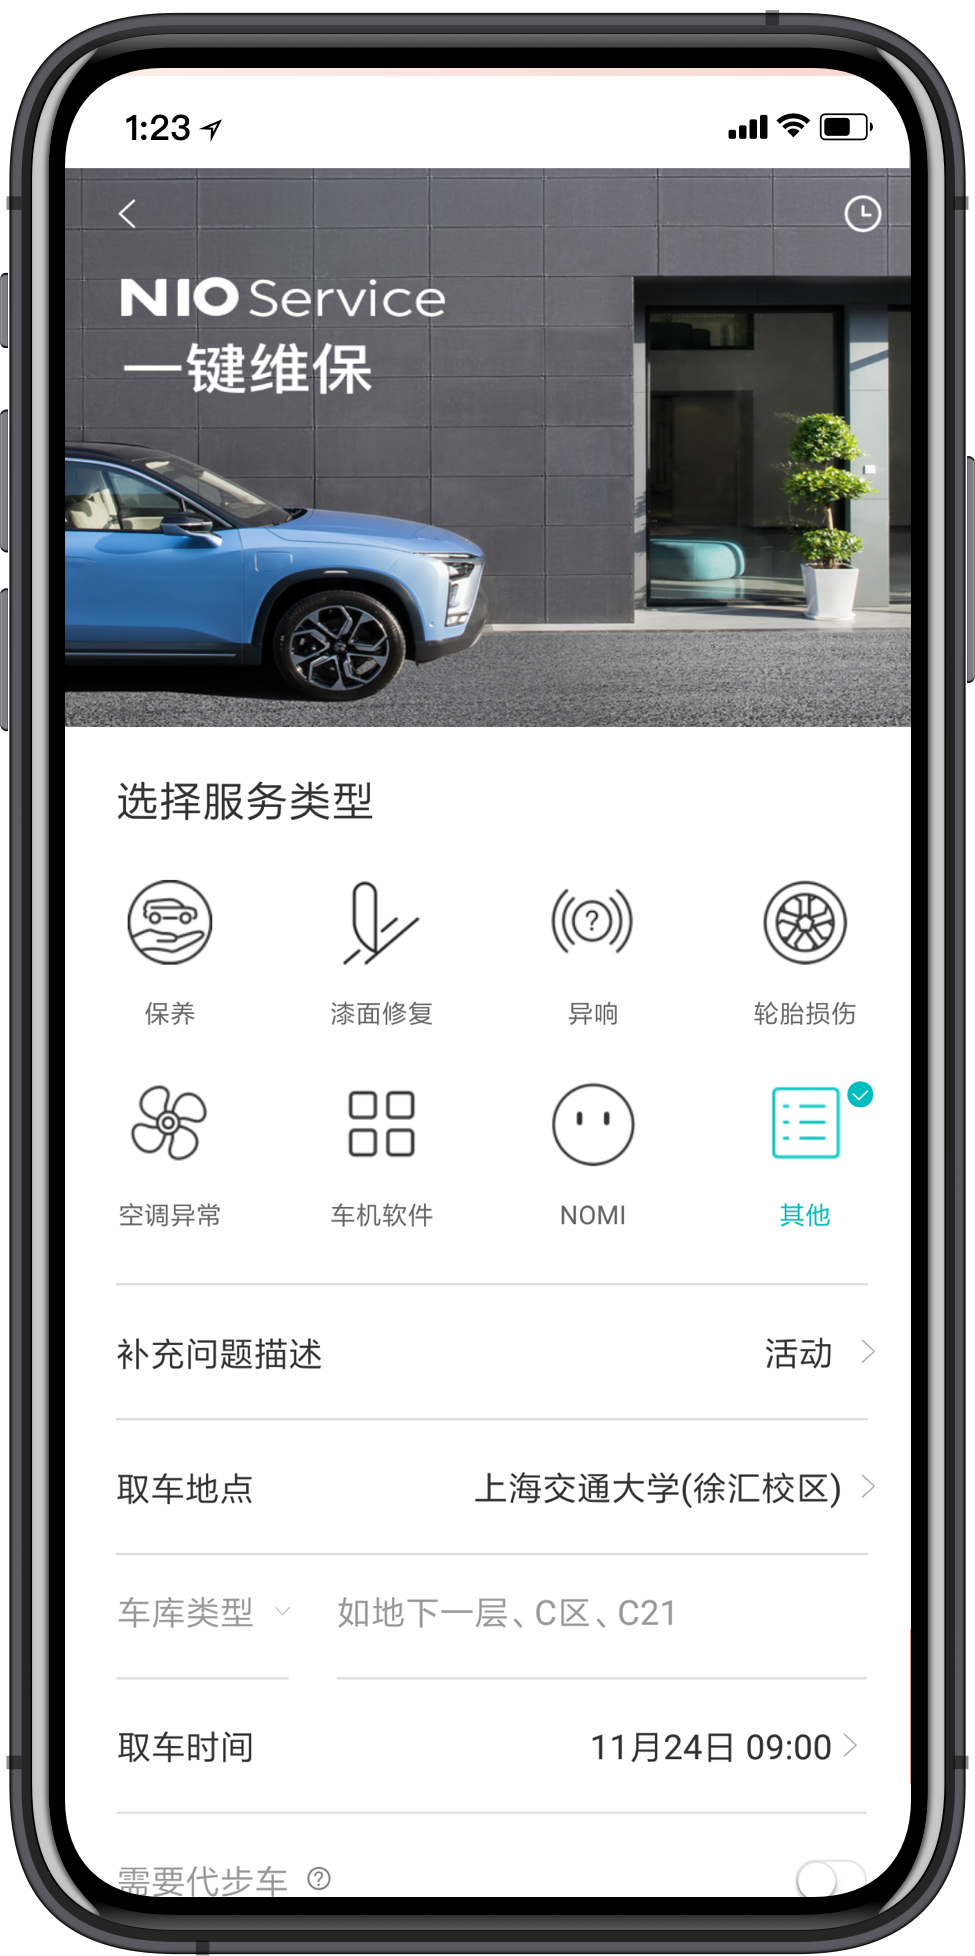 1:23
NIO Service
一键维保
选择服务类型
保养 漆面修复 异响 轮胎损伤
空调异常 车机软件 NOMI 其他
补充问题描述 活动
取车地点 上海交通大学(徐汇校区)
车库类型 如地下一层、C区、C21
取车时间 11月24日 09:00
需要代步车 ?